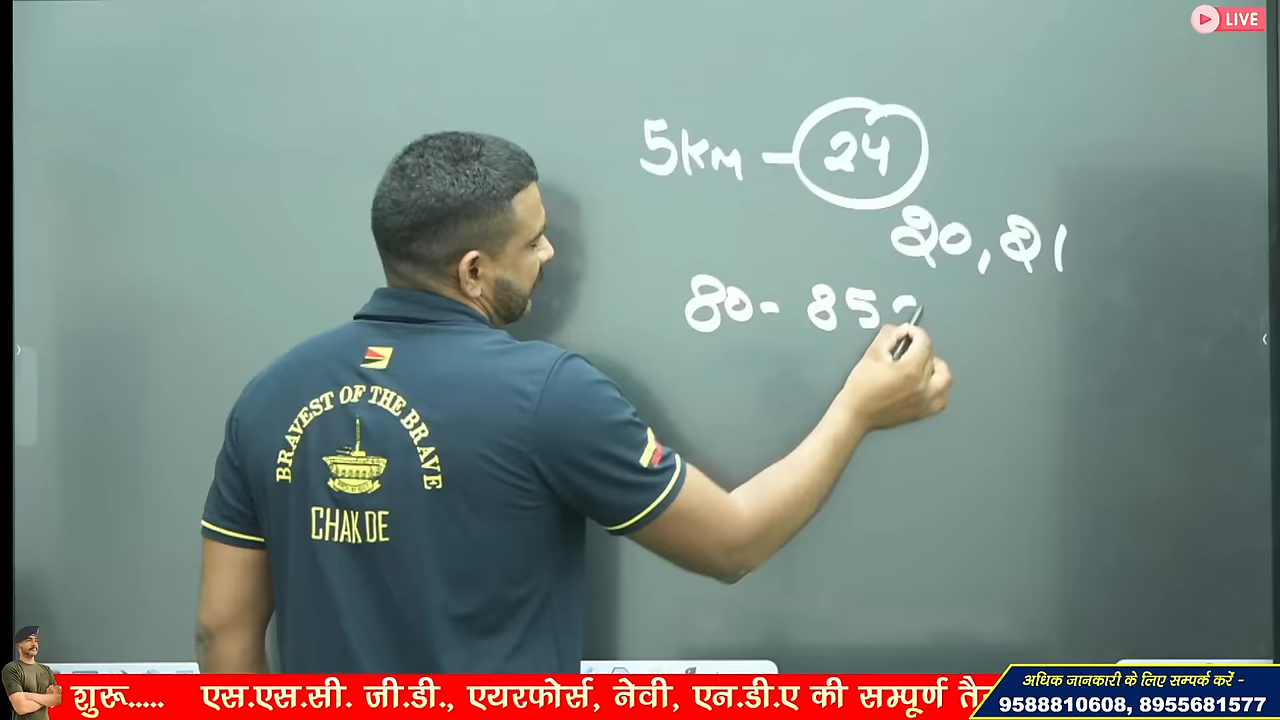 LIVE
5km - 24
20, 21
80- 85
BRAVEST OF THE BRAVE
CHAK DE
शुरू..... एस.एस.सी. जी.डी., एयरफोर्स, नेवी, एन.डी.ए की सम्पूर्ण
अधिक जानकारी के लिए सम्पर्क करें -
9588810608, 8955681577